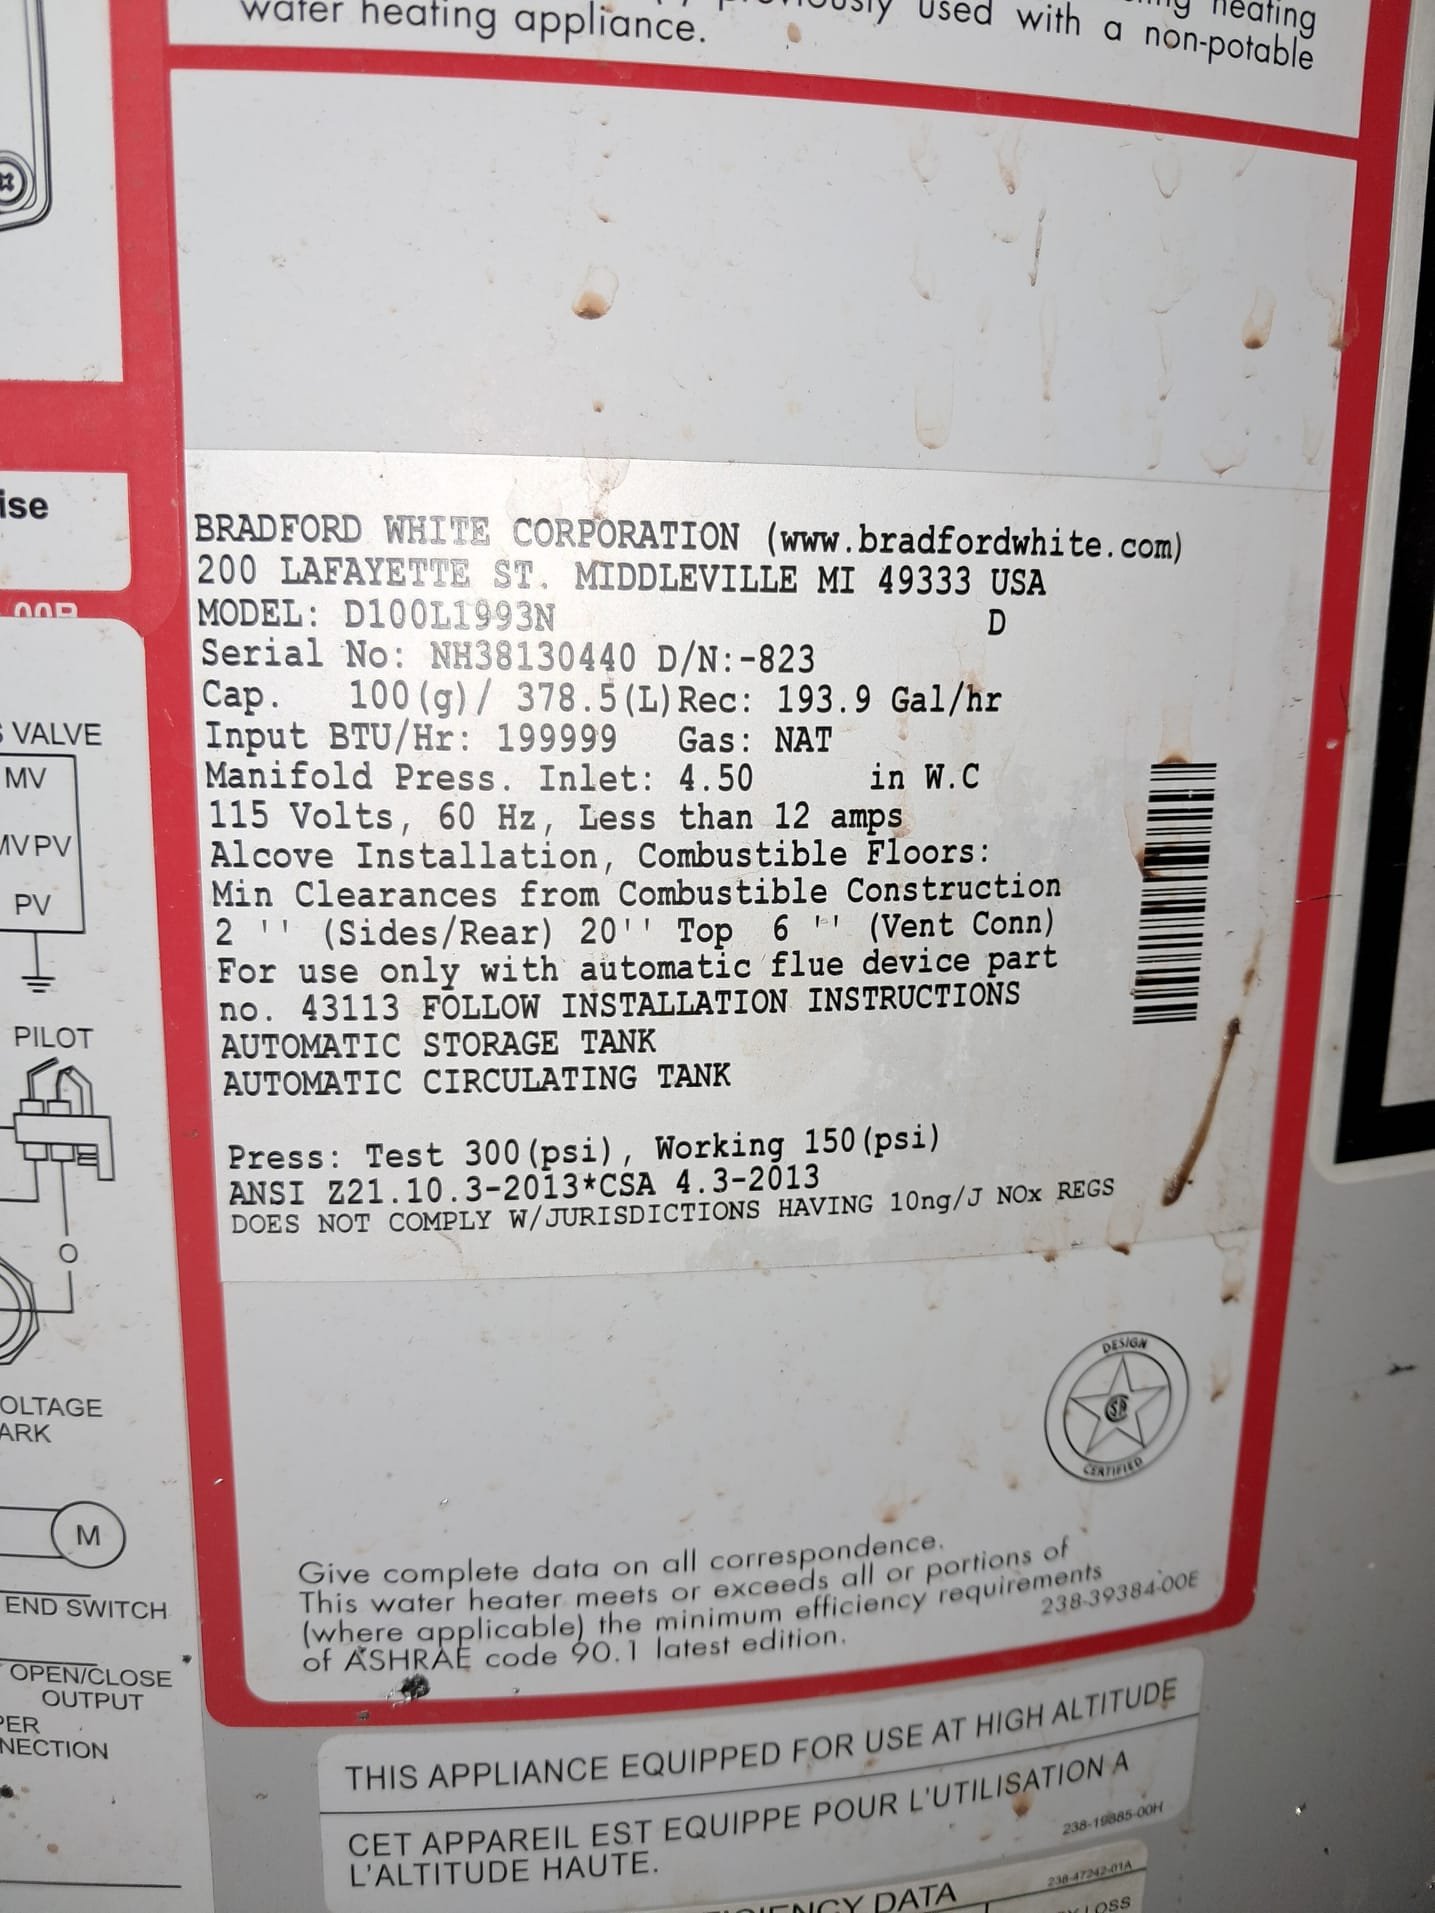 previously used with a non-potable
water heating appliance.
heating
BRADFORD WHITE CORPORATION (www.bradfordwhite.com)
200 LAFAYETTE ST. MIDDLEVILLE MI 49333 USA
MODEL: D100L1993N D
Serial No: NH38130440 D/N:-823
Cap. 100(g)/ 378.5(L)Rec: 193.9 Gal/hr
Input BTU/Hr: 199999 Gas: NAT
Manifold Press. Inlet: 4.50 in W.C
115 Volts, 60 Hz, Less than 12 amps
Alcove Installation, Combustible Floors:
Min Clearances from Combustible Construction
2 '' (Sides/Rear) 20'' Top 6 '' (Vent Conn)
For use only with automatic flue device part
no. 43113 FOLLOW INSTALLATION INSTRUCTIONS
AUTOMATIC STORAGE TANK
AUTOMATIC CIRCULATING TANK
Press: Test 300(psi), Working 150(psi)
ANSI Z21.10.3-2013*CSA 4.3-2013
DOES NOT COMPLY W/JURISDICTIONS HAVING 10ng/J NOx REGS
DESIGN
CERTIFIED
Give complete data on all correspondence.
This water heater meets or exceeds all or portions of
(where applicable) the minimum efficiency requirements
of ASHRAE code 90.1 latest edition.
238-39384-00E
THIS APPLIANCE EQUIPPED FOR USE AT HIGH ALTITUDE
CET APPAREIL EST EQUIPPE POUR L'UTILISATION A
L'ALTITUDE HAUTE.
238-19885-00H
238-47242-01A
DATA
LOSS
VALVE
MV
MVPV
PV
PILOT
M
END SWITCH
OPEN/CLOSE
OUTPUT